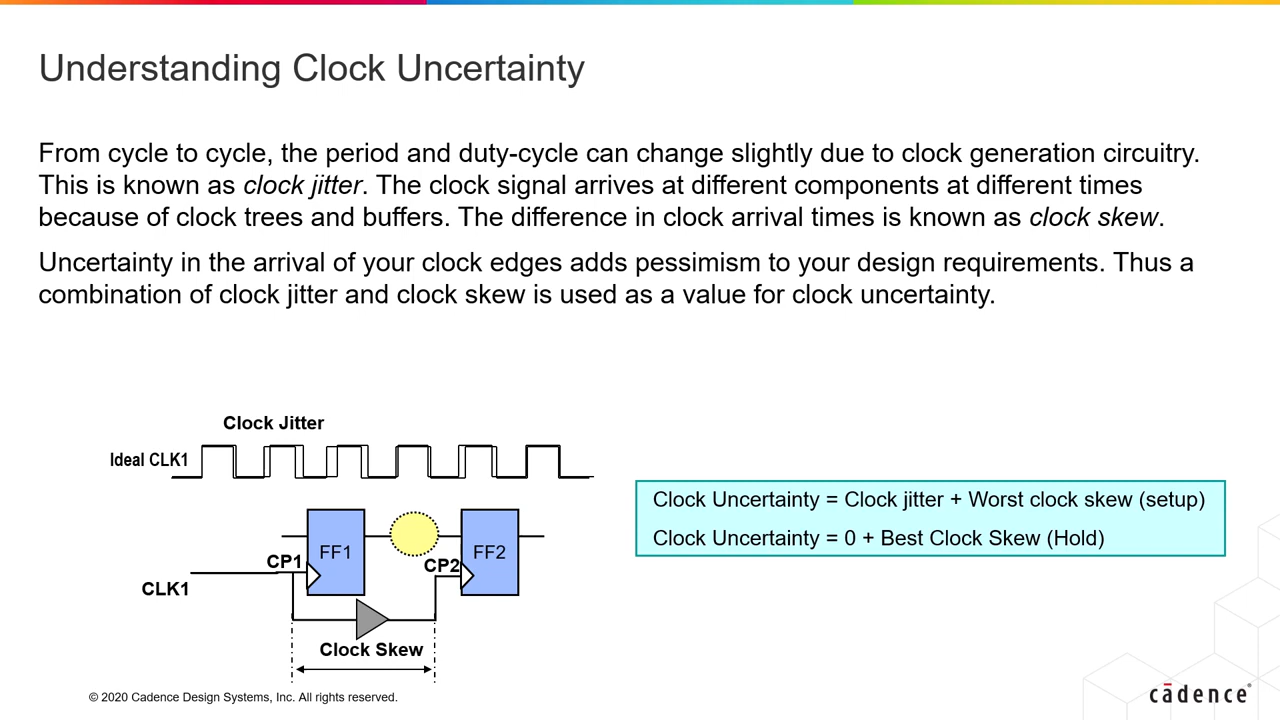 Understanding Clock Uncertainty
From cycle to cycle, the period and duty-cycle can change slightly due to clock generation circuitry.
This is known as clock jitter. The clock signal arrives at different components at different times
because of clock trees and buffers. The difference in clock arrival times is known as clock skew.
Uncertainty in the arrival of your clock edges adds pessimism to your design requirements. Thus a
combination of clock jitter and clock skew is used as a value for clock uncertainty.
Clock Jitter
Ideal CLK1
Clock Uncertainty = Clock jitter + Worst clock skew (setup)
Clock Uncertainty = 0 + Best Clock Skew (Hold)
FF1
FF2
CP1
CP2
CLK1
Clock Skew
© 2020 Cadence Design Systems, Inc. All rights reserved.
cādence®